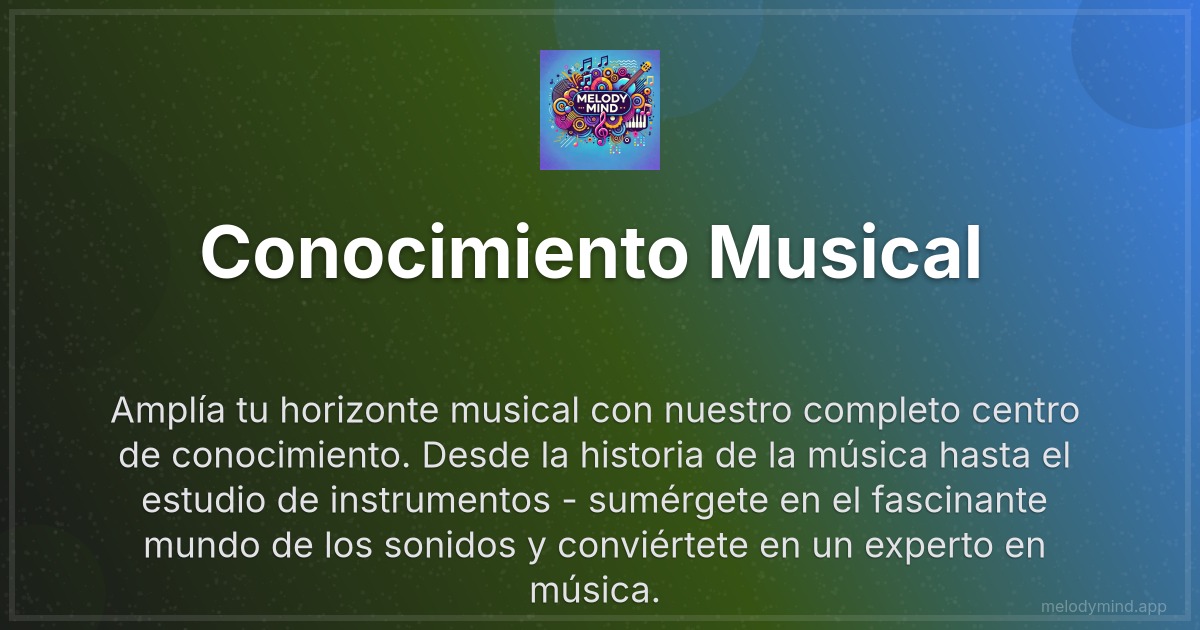 MELODY
MIND
Conocimiento Musical
Amplía tu horizonte musical con nuestro completo centro
de conocimiento. Desde la historia de la música hasta el
estudio de instrumentos - sumérgete en el fascinante
mundo de los sonidos y conviértete en un experto en
música.
melodymind.app